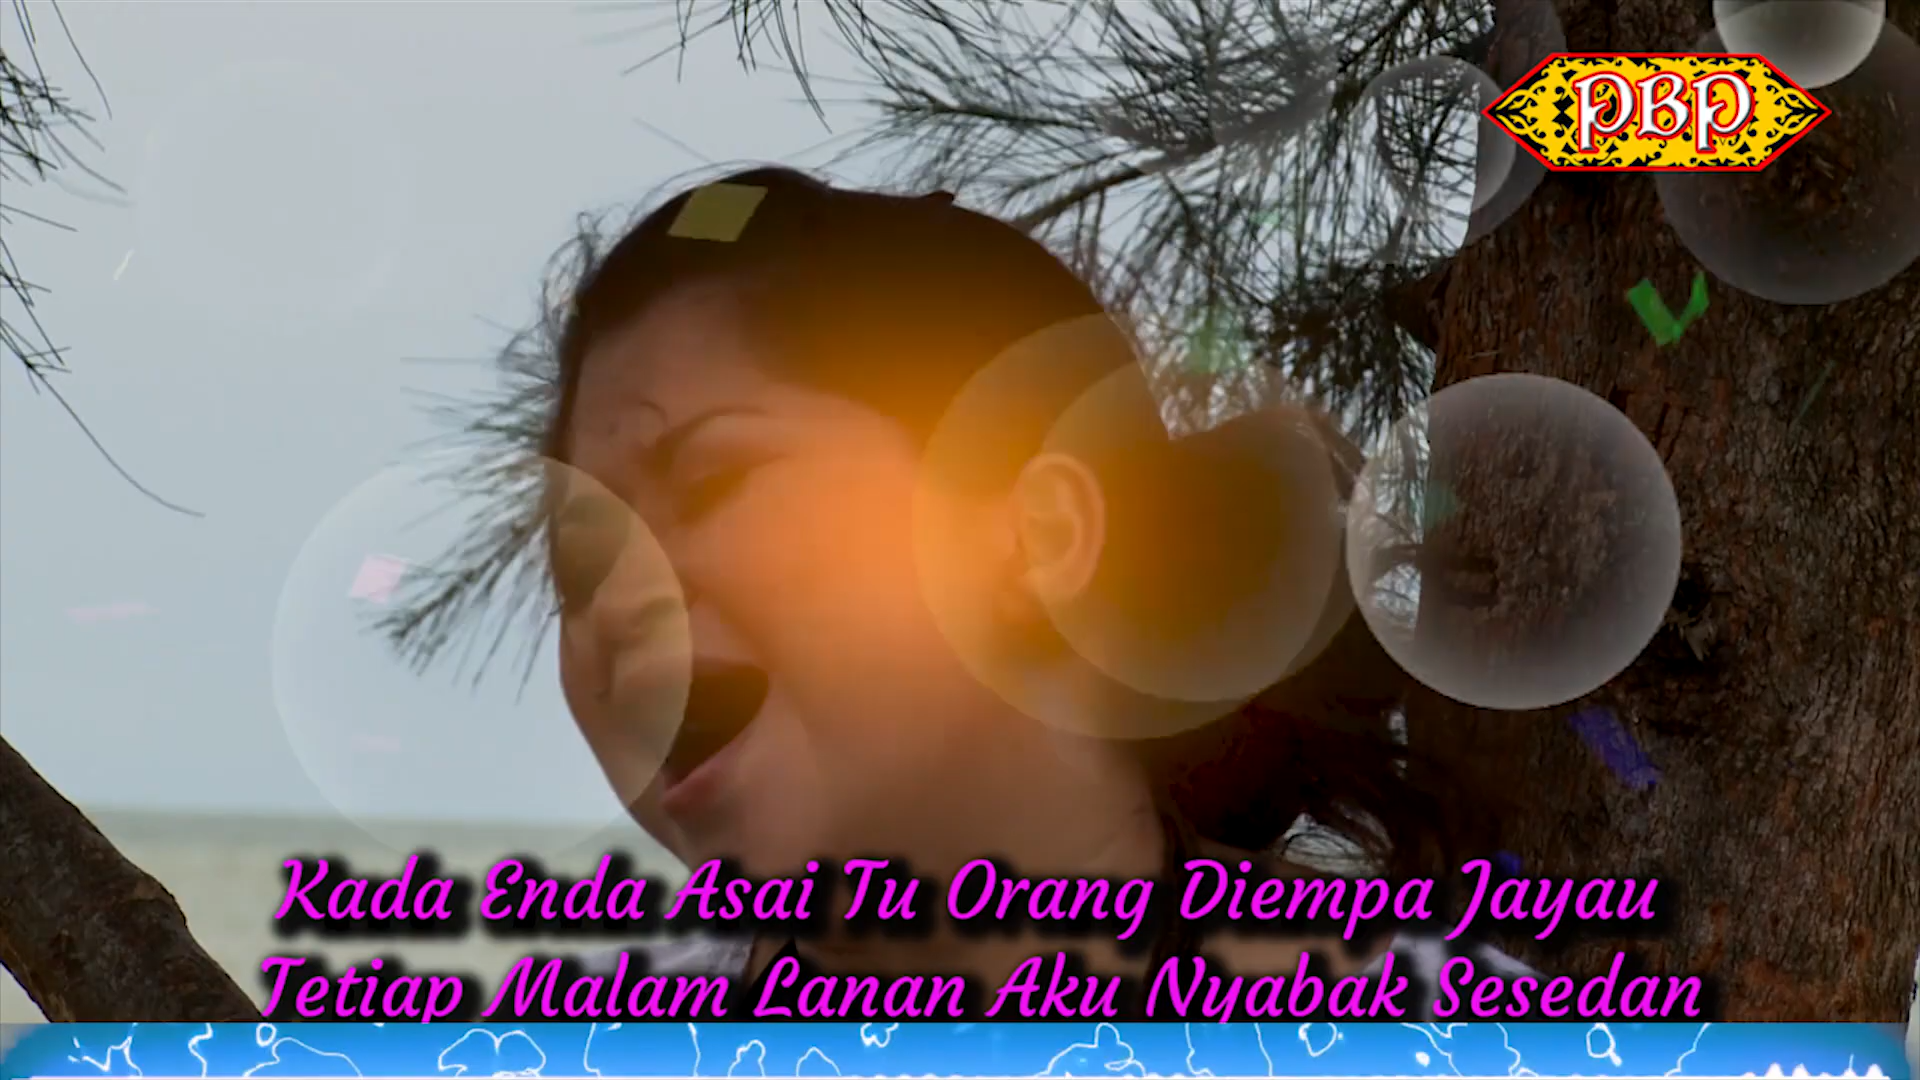 PBP
Kada Enda Asai Tu Orang Diempa Jayau
Tetiap Malam Lanan Aku Nyabak Sesedan